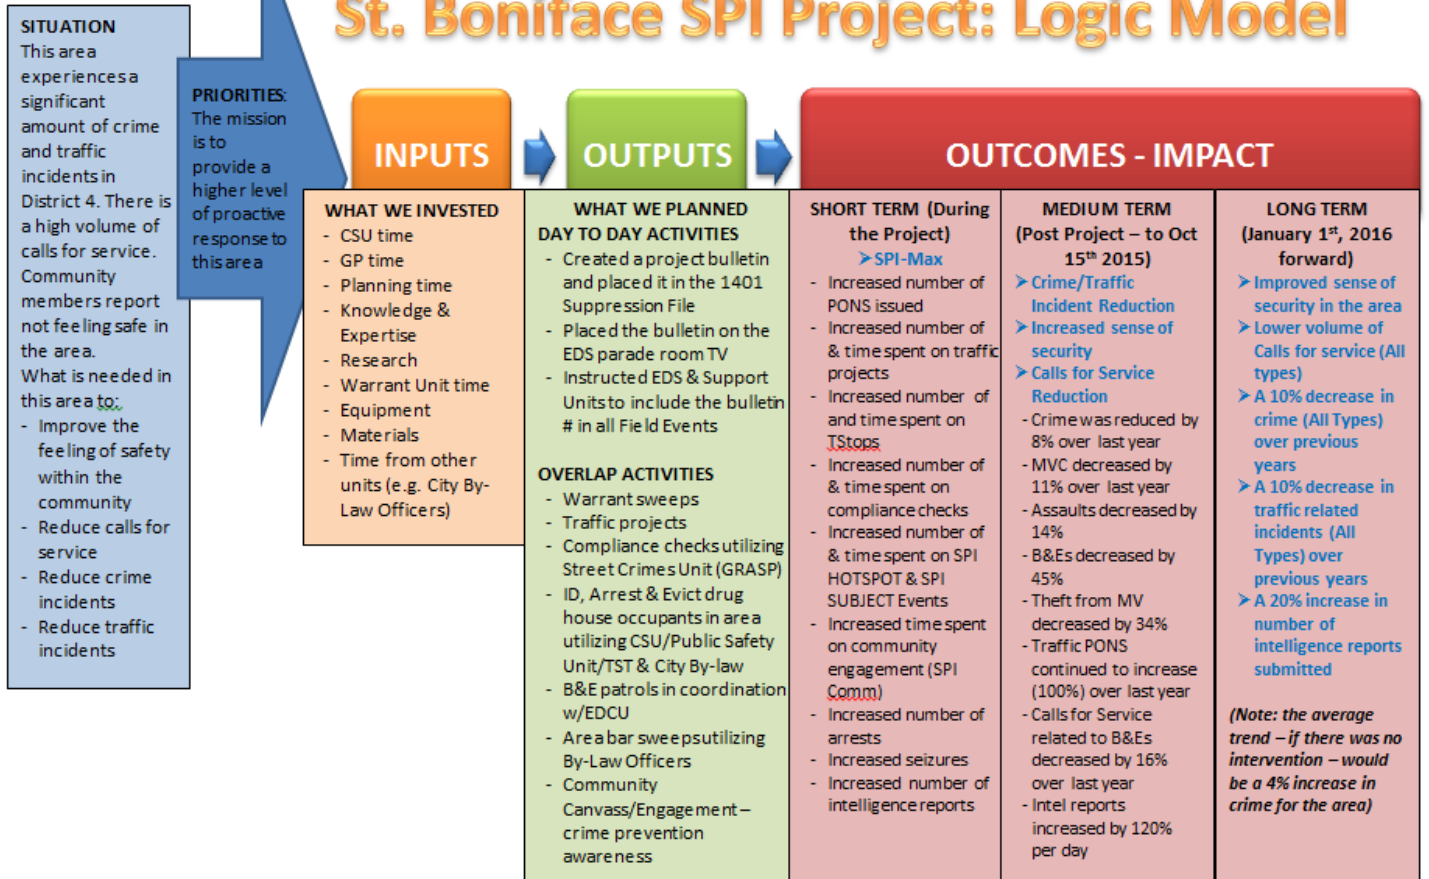 St. Boniface SPI Project: Logic Model
SITUATION
This area
experiences a
significant
amount of crime
and traffic
incidents in
District 4. There is
a high volume of
calls for service.
Community
members report
not feeling safe in
the area.
What is needed in
this area to:
- Improve the
feeling of safety
within the
community
- Reduce calls for
service
- Reduce crime
incidents
- Reduce traffic
incidents
PRIORITIES:
The mission
is to
provide a
higher level
of proactive
response to
this area
INPUTS
WHAT WE INVESTED
- CSU time
- GP time
- Planning time
- Knowledge &
Expertise
- Research
- Warrant Unit time
- Equipment
- Materials
- Time from other
units (e.g. City By-
Law Officers)
OUTPUTS
WHAT WE PLANNED
DAY TO DAY ACTIVITIES
- Created a project bulletin
and placed it in the 1401
Suppression File
- Placed the bulletin on the
EDS parade room TV
- Instructed EDS & Support
Units to include the bulletin
# in all Field Events
OVERLAP ACTIVITIES
- Warrant sweeps
- Traffic projects
- Compliance checks utilizing
Street Crimes Unit (GRASP)
- ID, Arrest & Evict drug
house occupants in area
utilizing CSU/Public Safety
Unit/TST & City By-law
- B&E patrols in coordination
w/EDCU
- Area bar sweeps utilizing
By-Law Officers
- Community
Canvass/Engagement –
crime prevention
awareness
OUTCOMES - IMPACT
SHORT TERM (During
the Project)
➤SPI-Max
- Increased number of
PONS issued
- Increased number of
& time spent on traffic
projects
- Increased number of
and time spent on
TStops
- Increased number of
& time spent on
compliance checks
- Increased number of
& time spent on SPI
HOTSPOT & SPI
SUBJECT Events
- Increased time spent
on community
engagement (SPI
Comm)
- Increased number of
arrests
- Increased seizures
- Increased number of
intelligence reports
MEDIUM TERM
(Post Project – to Oct
15th 2015)
➤Crime/Traffic
Incident Reduction
➤Increased sense of
security
➤Calls for Service
Reduction
- Crime was reduced by
8% over last year
- MVC decreased by
11% over last year
- Assaults decreased by
14%
- B&Es decreased by
45%
- Theft from MV
decreased by 34%
- Traffic PONS
continued to increase
(100%) over last year
- Calls for Service
related to B&Es
decreased by 16%
over last year
- Intel reports
increased by 120%
per day
LONG TERM
(January 1st, 2016
forward)
➤Improved sense of
security in the area
➤Lower volume of
Calls for service (All
types)
➤A 10% decrease in
crime (All Types)
over previous
years
➤A 10% decrease in
traffic related
incidents (All
Types) over
previous years
➤A 20% increase in
number of
intelligence reports
submitted
(Note: the average
trend – if there was no
intervention – would
be a 4% increase in
crime for the area)